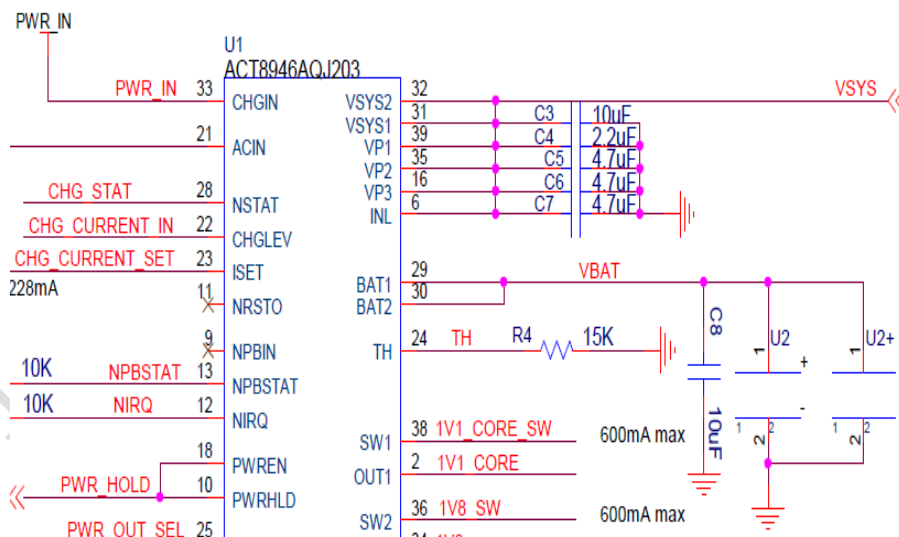 PWR_IN
U1
ACT8946AQJ203
PWR_IN 33 CHGIN VSYS2 32 VSYS
VSYS1 31 C3 10uF
21 ACIN VP1 39 C4 2.2uF
VP2 35 C5 4.7uF
CHG_STAT 28 NSTAT VP3 16 C6 4.7uF
CHG_CURRENT_IN 22 CHGLEV INL 6 C7 4.7uF
CHG_CURRENT_SET 23 ISET
228mA
BAT1 29 VBAT
11 NRSTO BAT2 30
C8 10uF
1 U2 + - 1 2 2
1 U2+ 1 2 2
9 NPBIN TH 24 TH R4 15K
10K NPBSTAT 13 NPBSTAT
10K NIRQ 12 NIRQ
SW1 38 1V1_CORE_SW 600mA max
18 PWREN OUT1 2 1V1_CORE
PWR_HOLD 10 PWRHLD
SW2 36 1V8_SW 600mA max
PWR_OUT_SEL 25